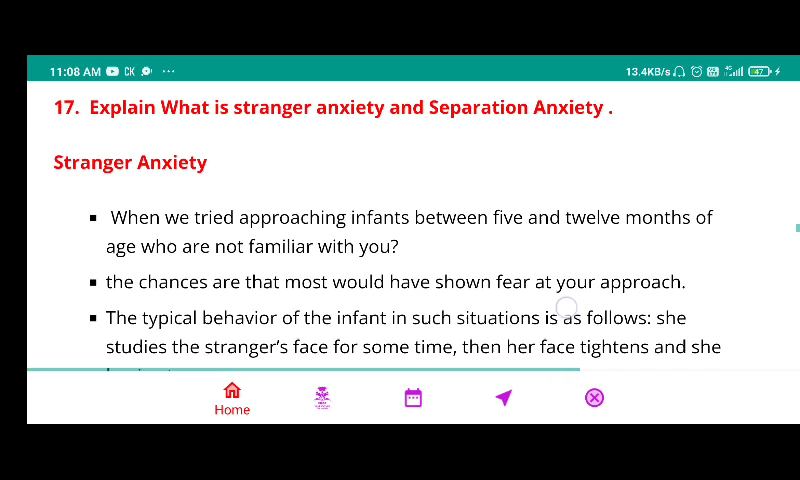 11:08 AM CK ...
13.4KB/s 4G 47
17. Explain What is stranger anxiety and Separation Anxiety .
Stranger Anxiety
▪ When we tried approaching infants between five and twelve months of
age who are not familiar with you?
▪ the chances are that most would have shown fear at your approach.
▪ The typical behavior of the infant in such situations is as follows: she
studies the stranger's face for some time, then her face tightens and she
Home